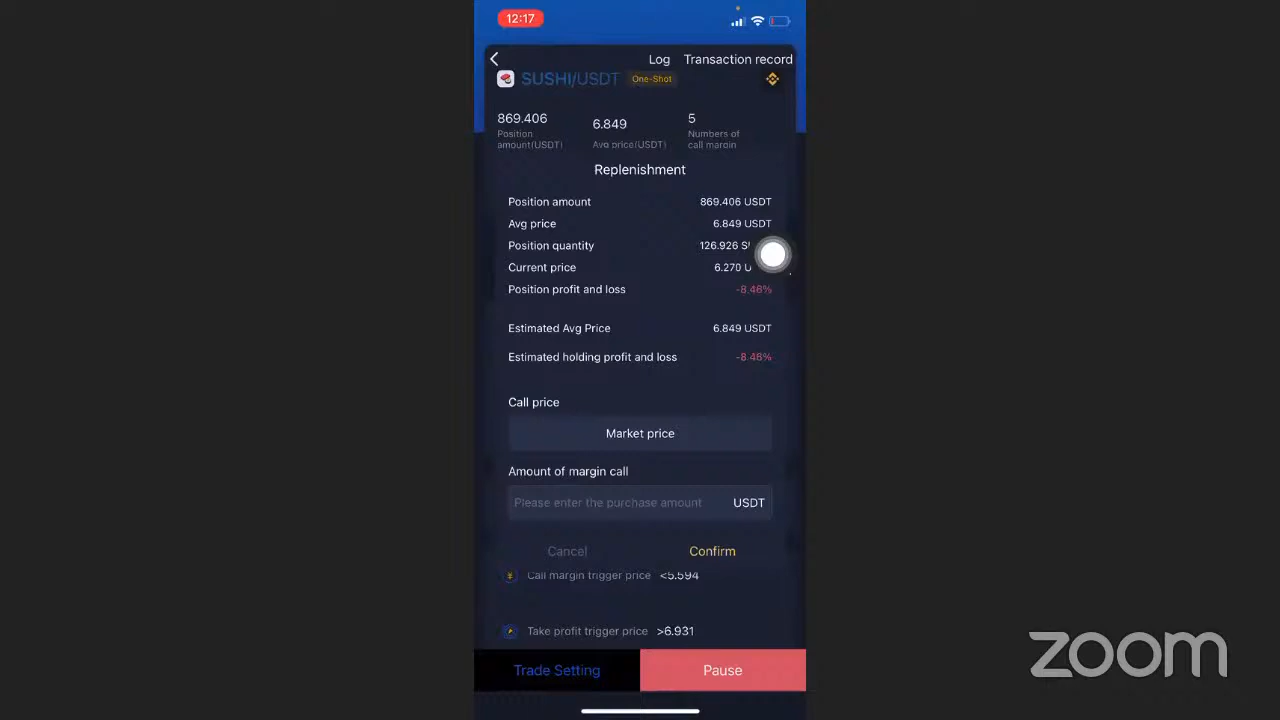 12:17
Log Transaction record
SUSHI/USDT One-Shot
869.406 6.849 5
Position amount(USDT) Avg price(USDT) Numbers of call margin
Replenishment
Position amount 869.406 USDT
Avg price 6.849 USDT
Position quantity 126.926 S
Current price 6.270 U
Position profit and loss -8.46%
Estimated Avg Price 6.849 USDT
Estimated holding profit and loss -8.46%
Call price
Market price
Amount of margin call
Please enter the purchase amount USDT
Cancel Confirm
Call margin trigger price <5.594
Take profit trigger price >6.931
Trade Setting Pause
zoom